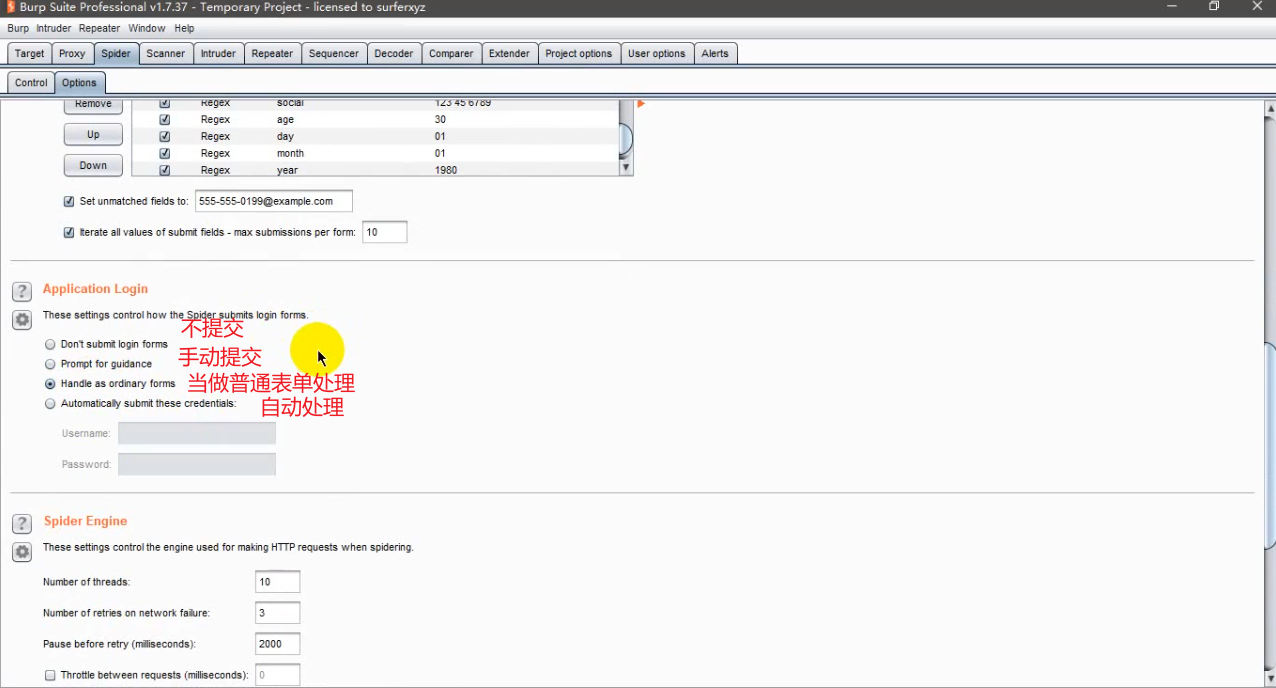 Burp Suite Professional v1.7.37 - Temporary Project - licensed to surferxyz
Burp Intruder Repeater Window Help
Target Proxy Spider Scanner Intruder Repeater Sequencer Decoder Comparer Extender Project options User options Alerts
Control Options
Remove Regex social 123 45 6789
Regex age 30
Up Regex day 01
Regex month 01
Down Regex year 1980
Set unmatched fields to: 555-555-0199@example.com
Iterate all values of submit fields - max submissions per form: 10
? Application Login
These settings control how the Spider submits login forms.
不提交
Don't submit login forms
手动提交
Prompt for guidance
Handle as ordinary forms 当做普通表单处理
Automatically submit these credentials: 自动处理
Username:
Password:
? Spider Engine
These settings control the engine used for making HTTP requests when spidering.
Number of threads: 10
Number of retries on network failure: 3
Pause before retry (milliseconds): 2000
Throttle between requests (milliseconds): 0